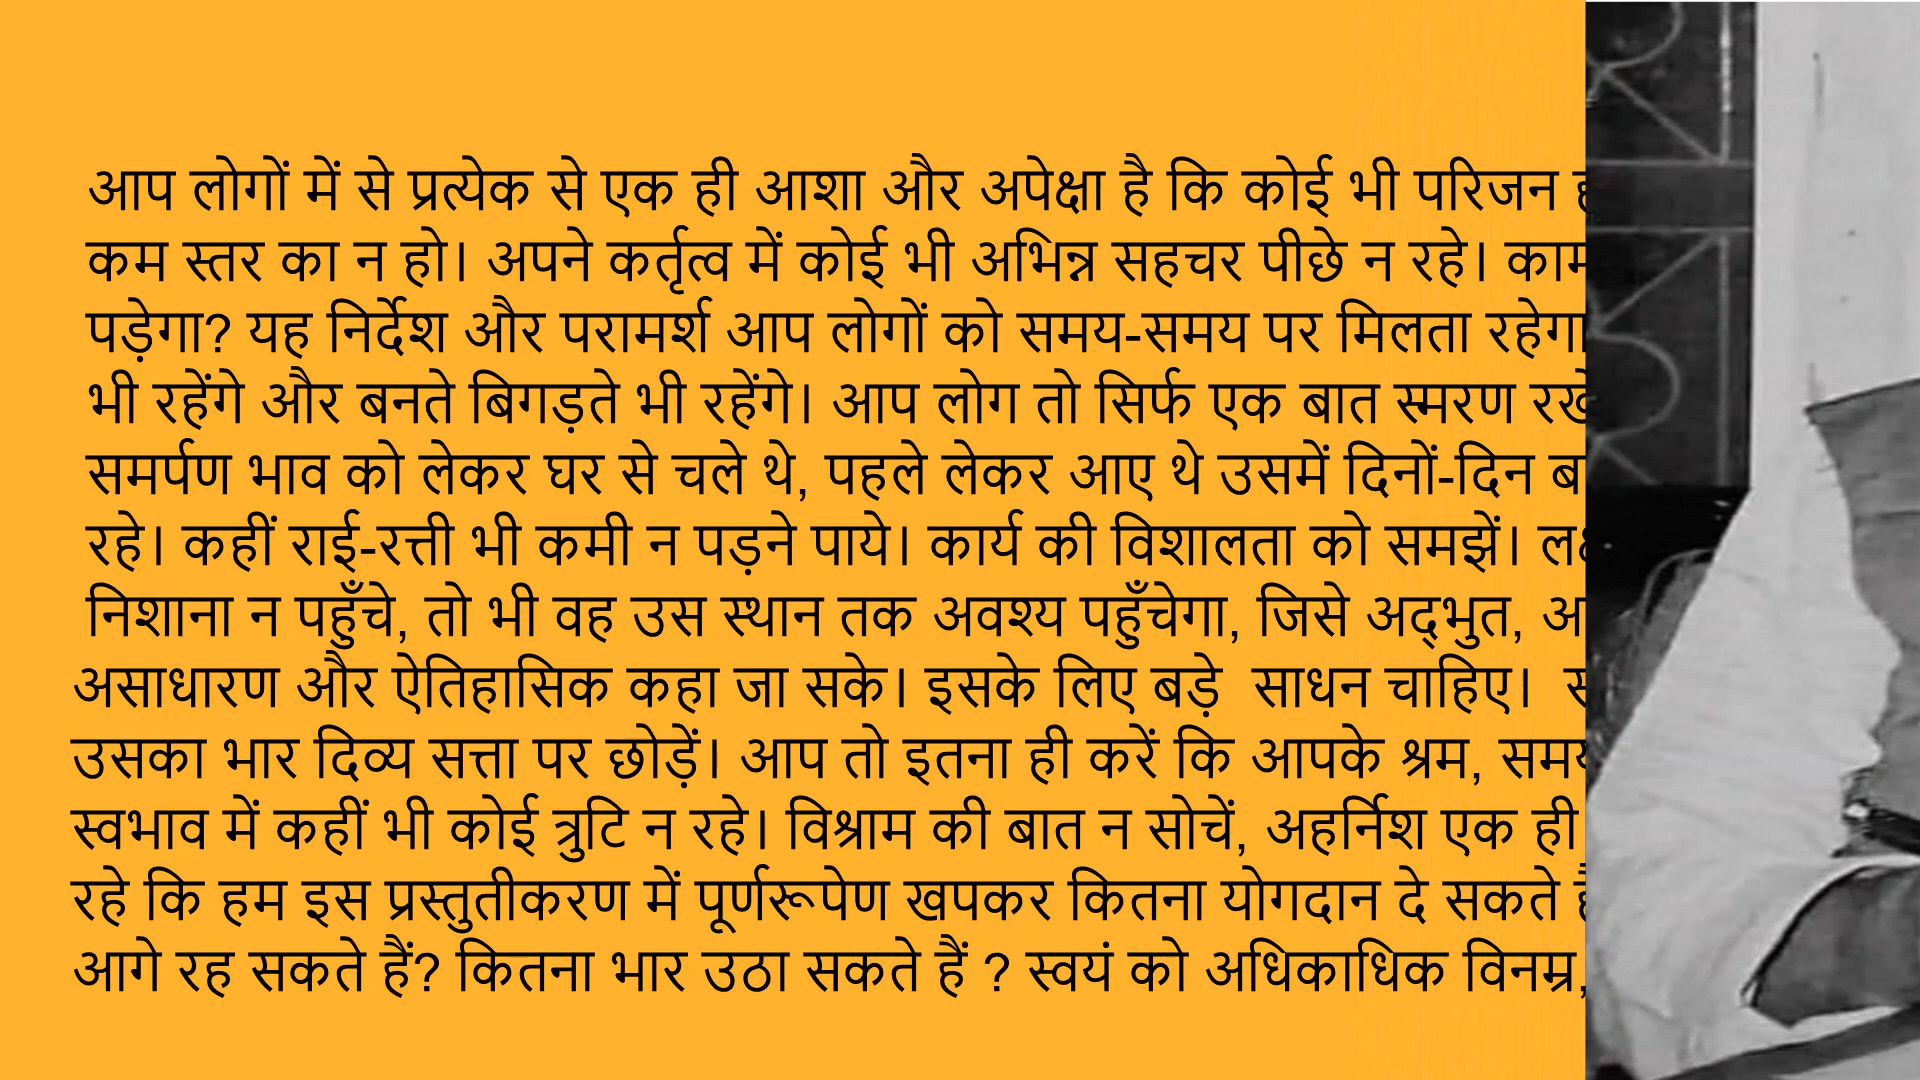 आप लोगों में से प्रत्येक से एक ही आशा और अपेक्षा है कि कोई भी परिजन
कम स्तर का न हो। अपने कर्तृत्व में कोई भी अभिन्न सहचर पीछे न रहे। काम
पड़ेगा? यह निर्देश और परामर्श आप लोगों को समय-समय पर मिलता रहेगा
भी रहेंगे और बनते बिगड़ते भी रहेंगे। आप लोग तो सिर्फ एक बात स्मरण
समर्पण भाव को लेकर घर से चले थे, पहले लेकर आए थे उसमें दिनों-दिन
रहे। कहीं राई-रत्ती भी कमी न पड़ने पाये। कार्य की विशालता को समझें।
निशाना न पहुँचे, तो भी वह उस स्थान तक अवश्य पहुँचेगा, जिसे अद्‌भुत,
असाधारण और ऐतिहासिक कहा जा सके। इसके लिए बड़े साधन चाहिए।
उसका भार दिव्य सत्ता पर छोड़ें। आप तो इतना ही करें कि आपके श्रम,
स्वभाव में कहीं भी कोई त्रुटि न रहे। विश्राम की बात न सोचें, अहर्निश एक ही
रहे कि हम इस प्रस्तुतीकरण में पूर्णरूपेण खपकर कितना योगदान दे सकते
आगे रह सकते हैं? कितना भार उठा सकते हैं ? स्वयं को अधिकाधिक विनम्र,